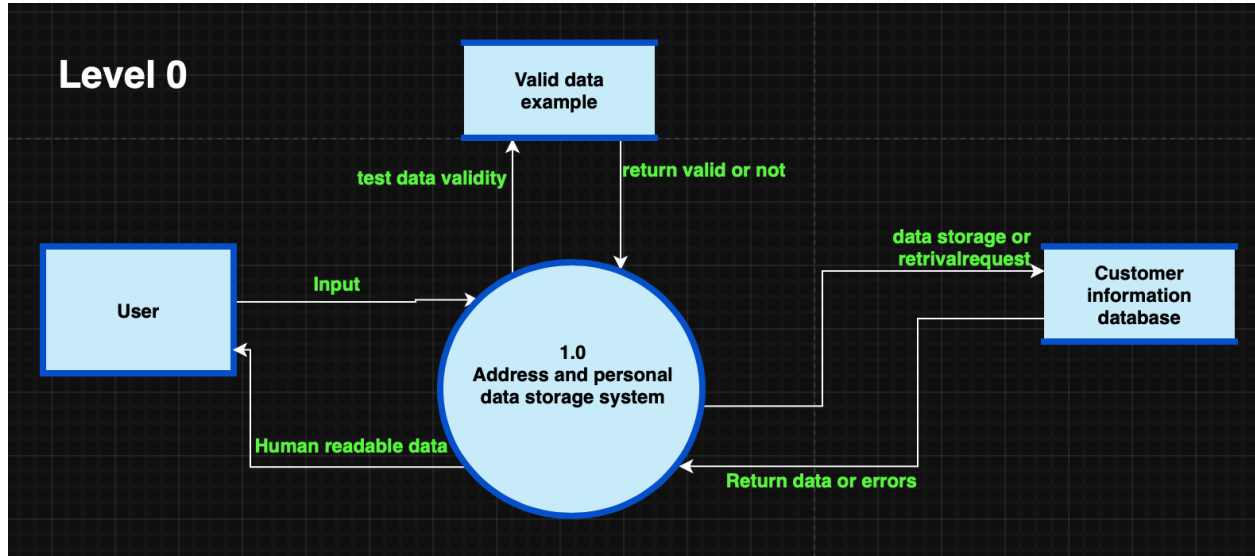 Level 0
Valid data
example
test data validity
return valid or not
data storage or
retrivalrequest
Customer
information
database
Input
User
1.0
Address and personal
data storage system
Human readable data
Return data or errors